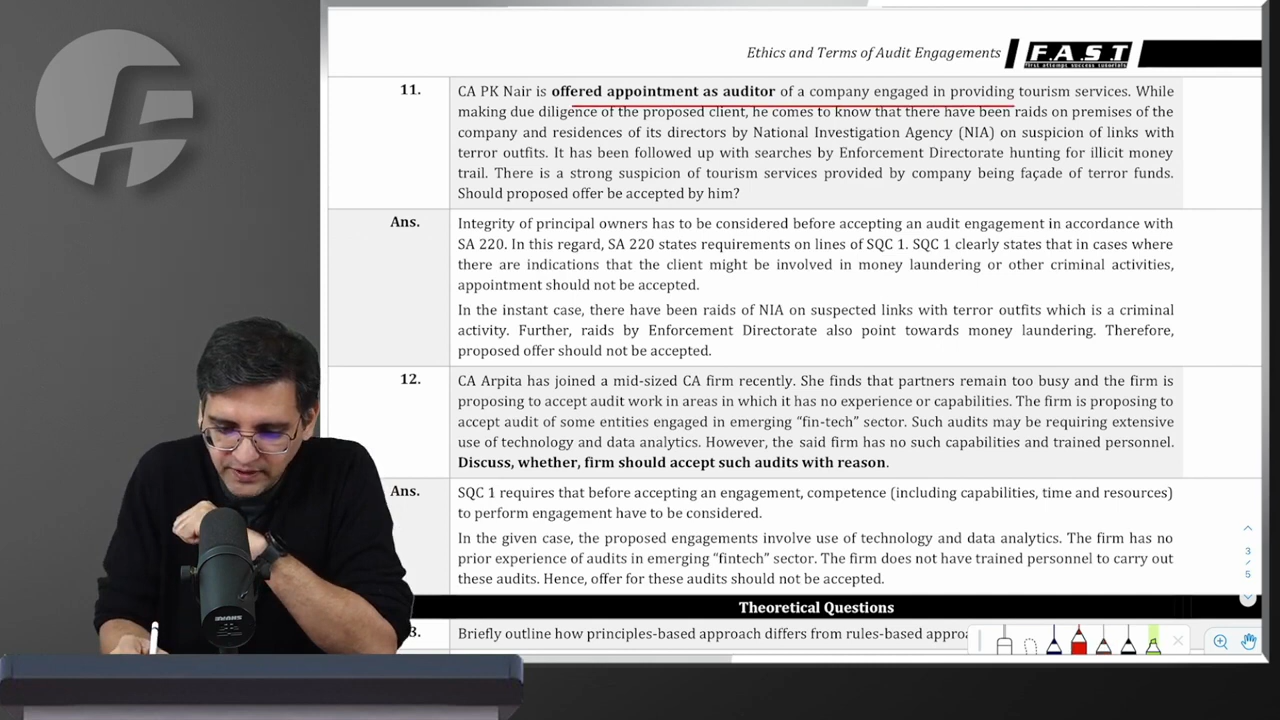 Ethics and Terms of Audit Engagements
F.A.S.T
first attempt success tutorials
11.
CA PK Nair is offered appointment as auditor of a company engaged in providing tourism services. While
making due diligence of the proposed client, he comes to know that there have been raids on premises of the
company and residences of its directors by National Investigation Agency (NIA) on suspicion of links with
terror outfits. It has been followed up with searches by Enforcement Directorate hunting for illicit money
trail. There is a strong suspicion of tourism services provided by company being façade of terror funds.
Should proposed offer be accepted by him?
Ans.
Integrity of principal owners has to be considered before accepting an audit engagement in accordance with
SA 220. In this regard, SA 220 states requirements on lines of SQC 1. SQC 1 clearly states that in cases where
there are indications that the client might be involved in money laundering or other criminal activities,
appointment should not be accepted.
In the instant case, there have been raids of NIA on suspected links with terror outfits which is a criminal
activity. Further, raids by Enforcement Directorate also point towards money laundering. Therefore,
proposed offer should not be accepted.
12.
CA Arpita has joined a mid-sized CA firm recently. She finds that partners remain too busy and the firm is
proposing to accept audit work in areas in which it has no experience or capabilities. The firm is proposing to
accept audit of some entities engaged in emerging “fin-tech” sector. Such audits may be requiring extensive
use of technology and data analytics. However, the said firm has no such capabilities and trained personnel.
Discuss, whether, firm should accept such audits with reason.
Ans.
SQC 1 requires that before accepting an engagement, competence (including capabilities, time and resources)
to perform engagement have to be considered.
In the given case, the proposed engagements involve use of technology and data analytics. The firm has no
prior experience of audits in emerging “fintech” sector. The firm does not have trained personnel to carry out
these audits. Hence, offer for these audits should not be accepted.
Theoretical Questions
3.
Briefly outline how principles-based approach differs from rules-based
3
/
5